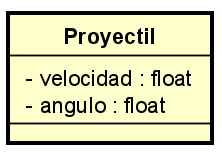 Proyectil
- velocidad : float
- angulo : float